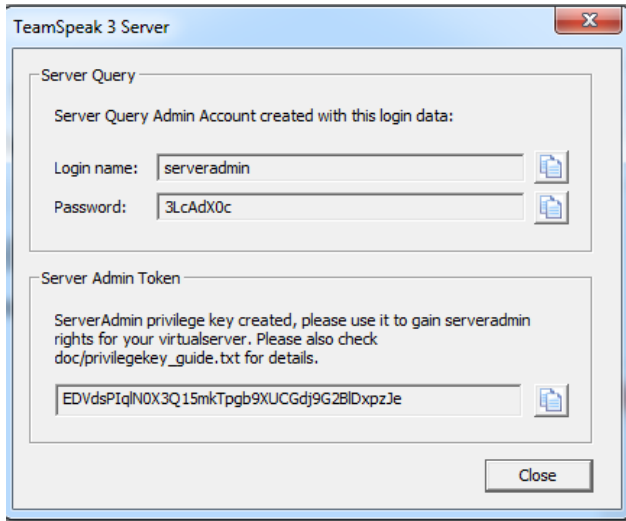 TeamSpeak 3 Server
Server Query
Server Query Admin Account created with this login data:
Login name: serveradmin
Password: 3LcAdX0c
Server Admin Token
ServerAdmin privilege key created, please use it to gain serveradmin
rights for your virtualserver. Please also check
doc/privilegekey_guide.txt for details.
EDVdsPIqlN0X3Q15mkTpgb9XUCGdj9G2BlDxpzJe
Close